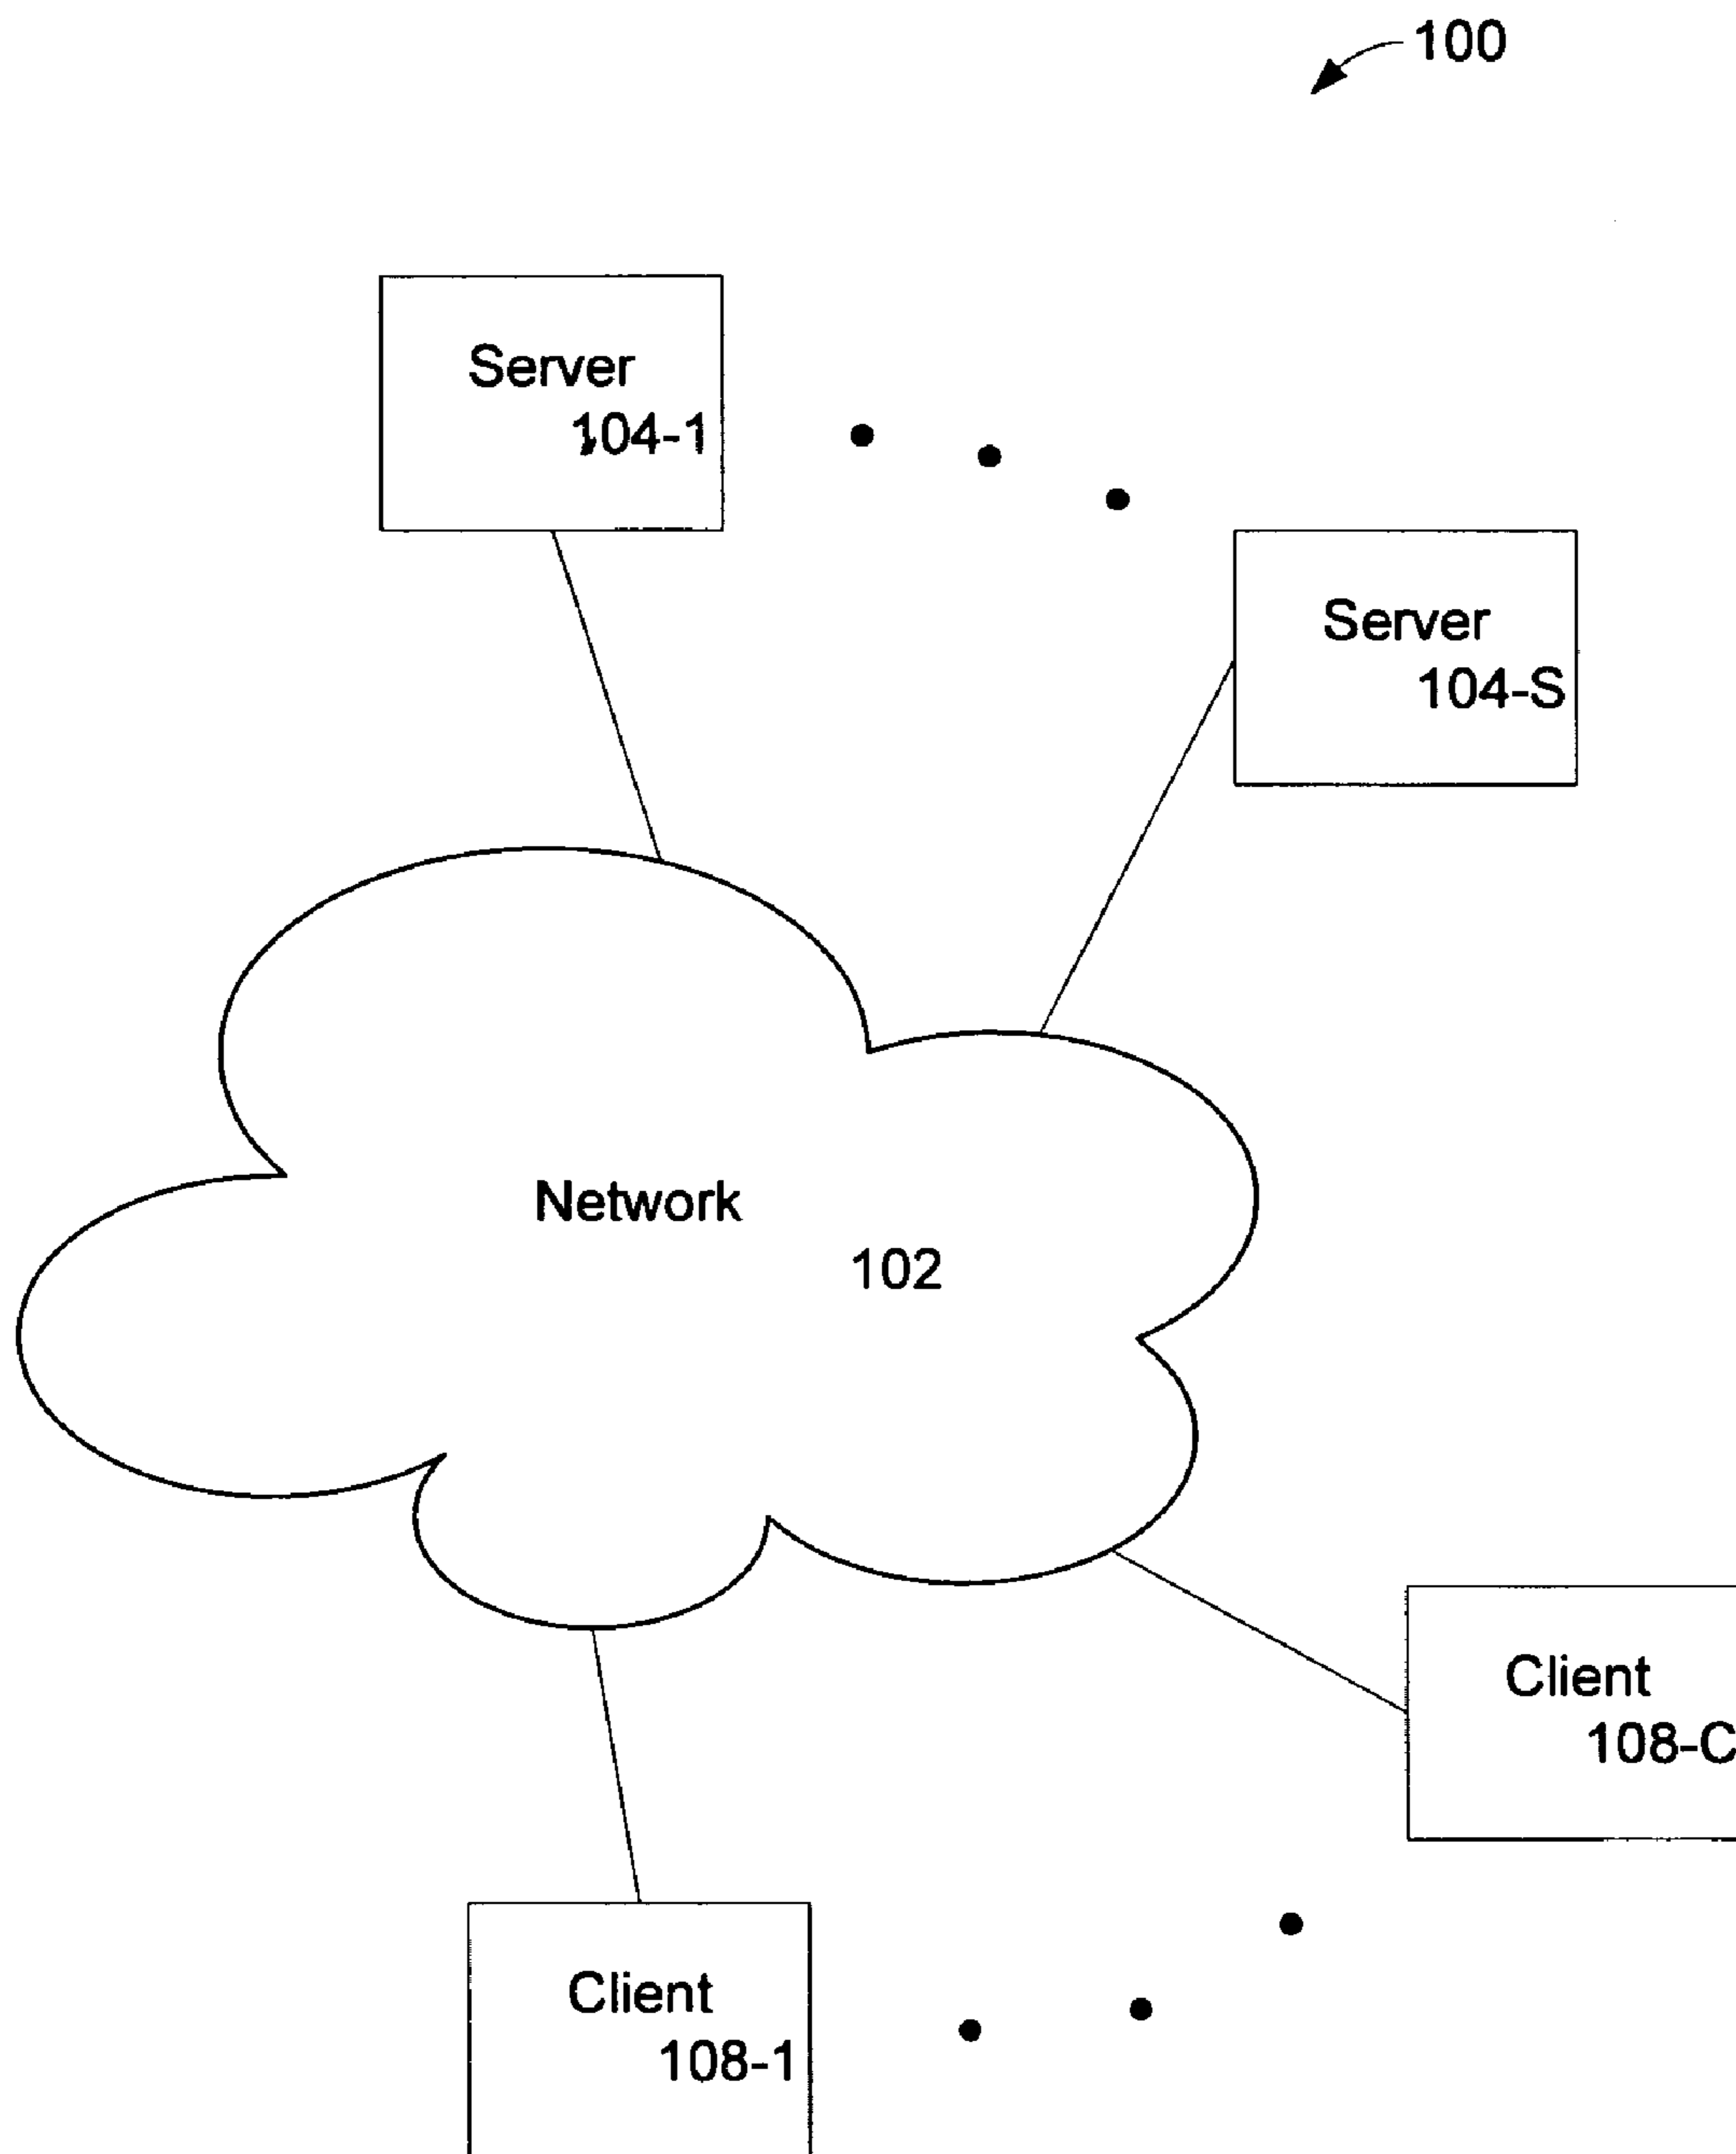 100
Server
104-1
Server
104-S
Network
102
Client
108-C
Client
108-1